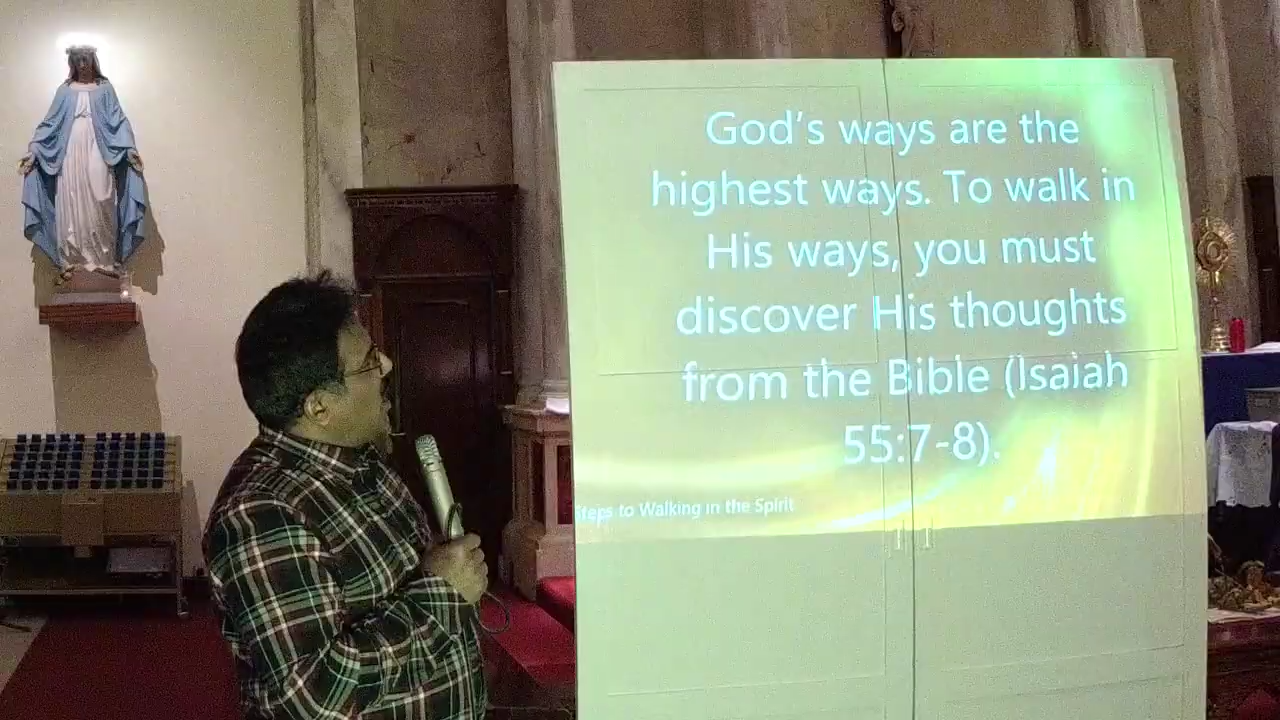 God's ways are the
highest ways. To walk in
His ways, you must
discover His thoughts
from the Bible (Isaiah
55:7-8).
Steps to Walking in the Spirit